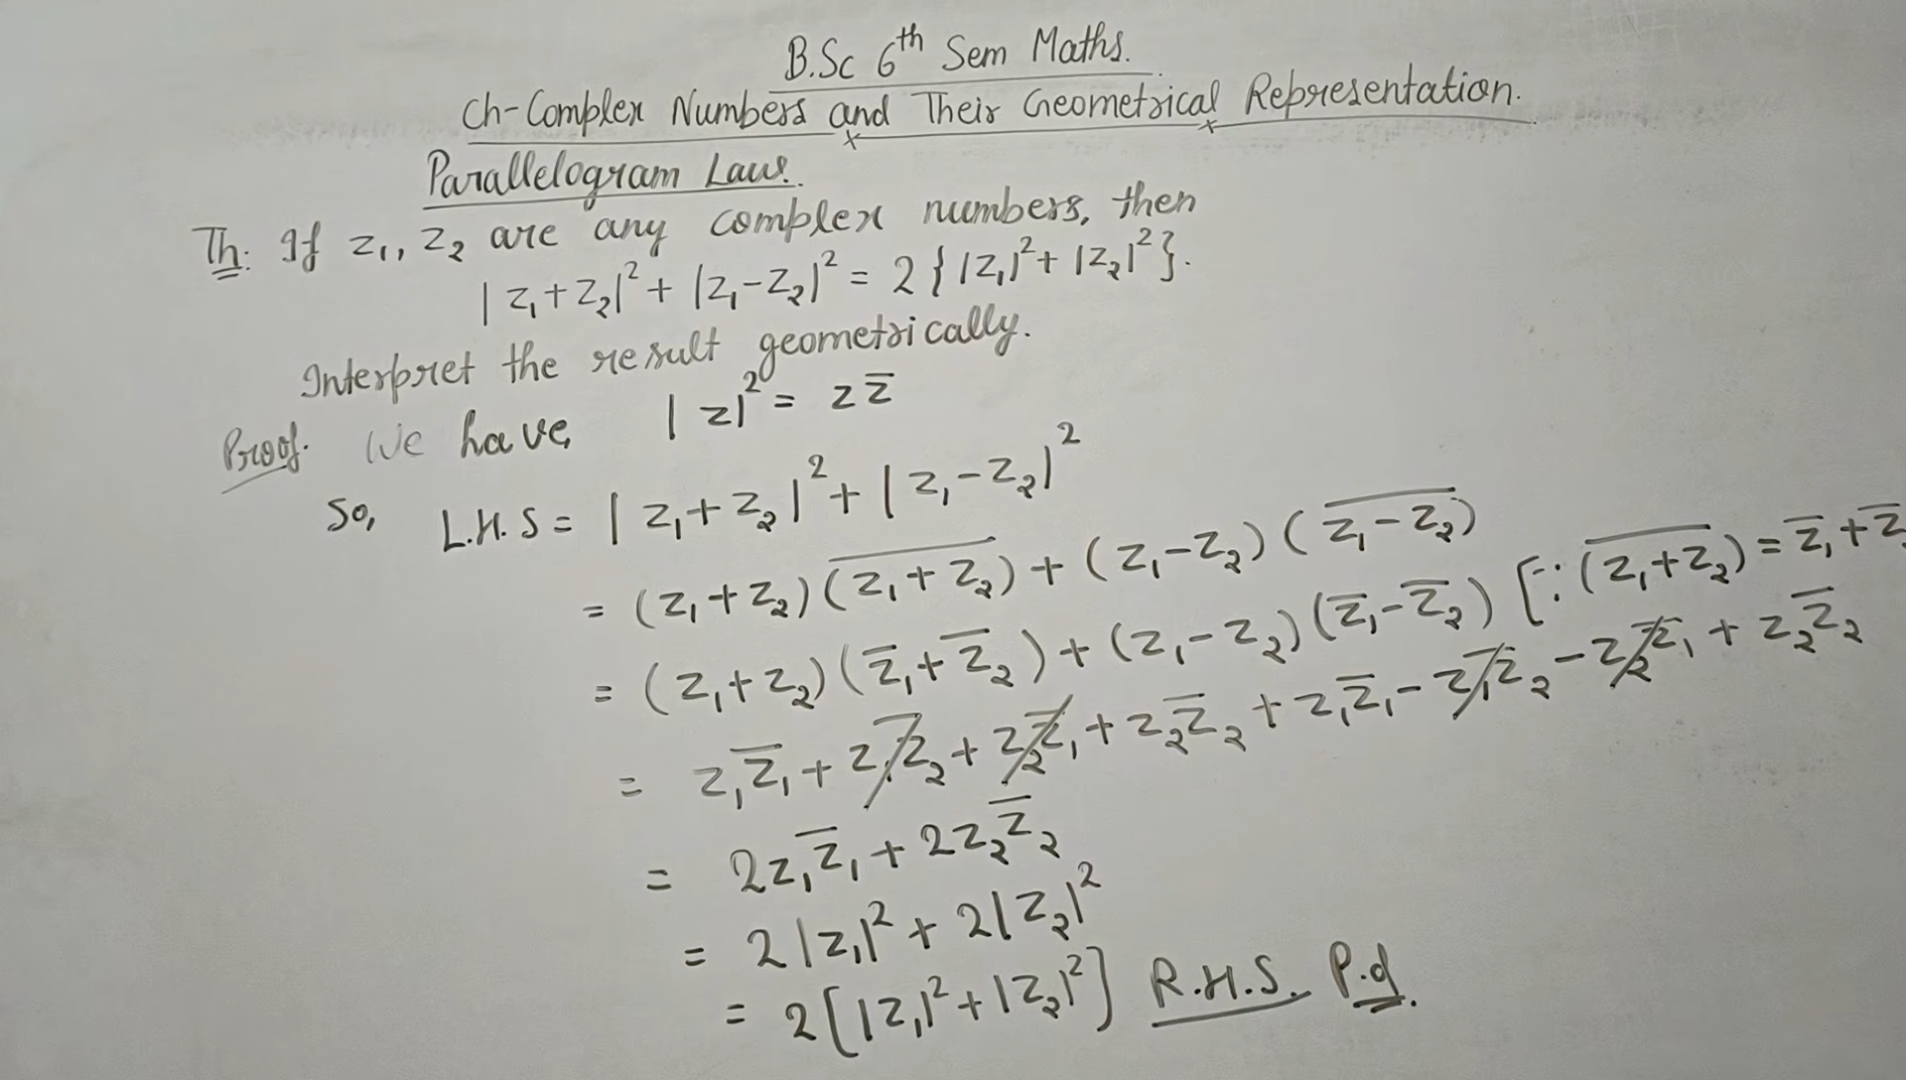 B.Sc 6th Sem Maths.
Ch-Complex Numbers and Their Geometrical Representation.
Parallelogram Law.
Th: If z₁, z₂ are any complex numbers, then
|z₁+z₂|² + |z₁-z₂|² = 2{|z₁|²+ |z₂|²}.
Interpret the result geometrically.
Proof. We have, |z|² = z z̅
So, L.H.S = |z₁+z₂|² + |z₁-z₂|²
= (z₁+z₂)(\overline{z₁+z₂}) + (z₁-z₂)(\overline{z₁-z₂})
= (z₁+z₂)(z̅₁+z̅₂) + (z₁-z₂)(z̅₁-z̅₂) [∵ (\overline{z₁+z₂}) = z̅₁+z̅
= z₁z̅₁ + z₁z̅₂ + z₂z̅₁ + z₂z̅₂ + z₁z̅₁ - z₁z̅₂ - z₂z̅₁ + z₂z̅₂
= 2z₁z̅₁ + 2z₂z̅₂
= 2|z₁|² + 2|z₂|²
= 2[|z₁|²+|z₂|²] R.H.S. P.d.